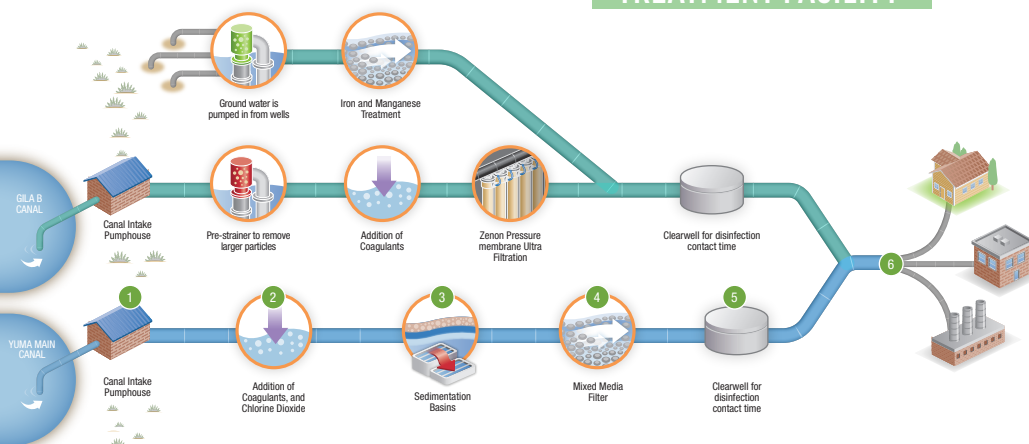 TREATMENT FACILITY
Ground water is
pumped in from wells
Iron and Manganese
Treatment
GILA B
CANAL
Canal Intake
Pumphouse
Pre-strainer to remove
larger particles
Addition of
Coagulants
Zenon Pressure
membrane Ultra
Filtration
Clearwell for disinfection
contact time
6
1
2
3
4
5
YUMA MAIN
CANAL
Canal Intake
Pumphouse
Addition of
Coagulants, and
Chlorine Dioxide
Sedimentation
Basins
Mixed Media
Filter
Clearwell for
disinfection
contact time